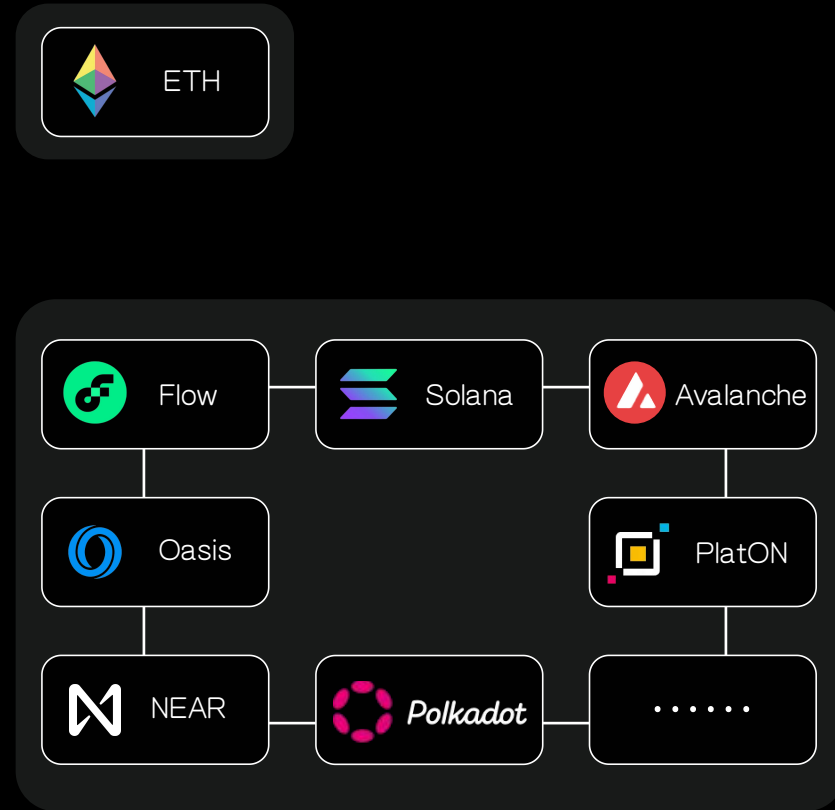 ETH
Flow
Solana
Avalanche
Oasis
PlatON
NEAR
Polkadot
......